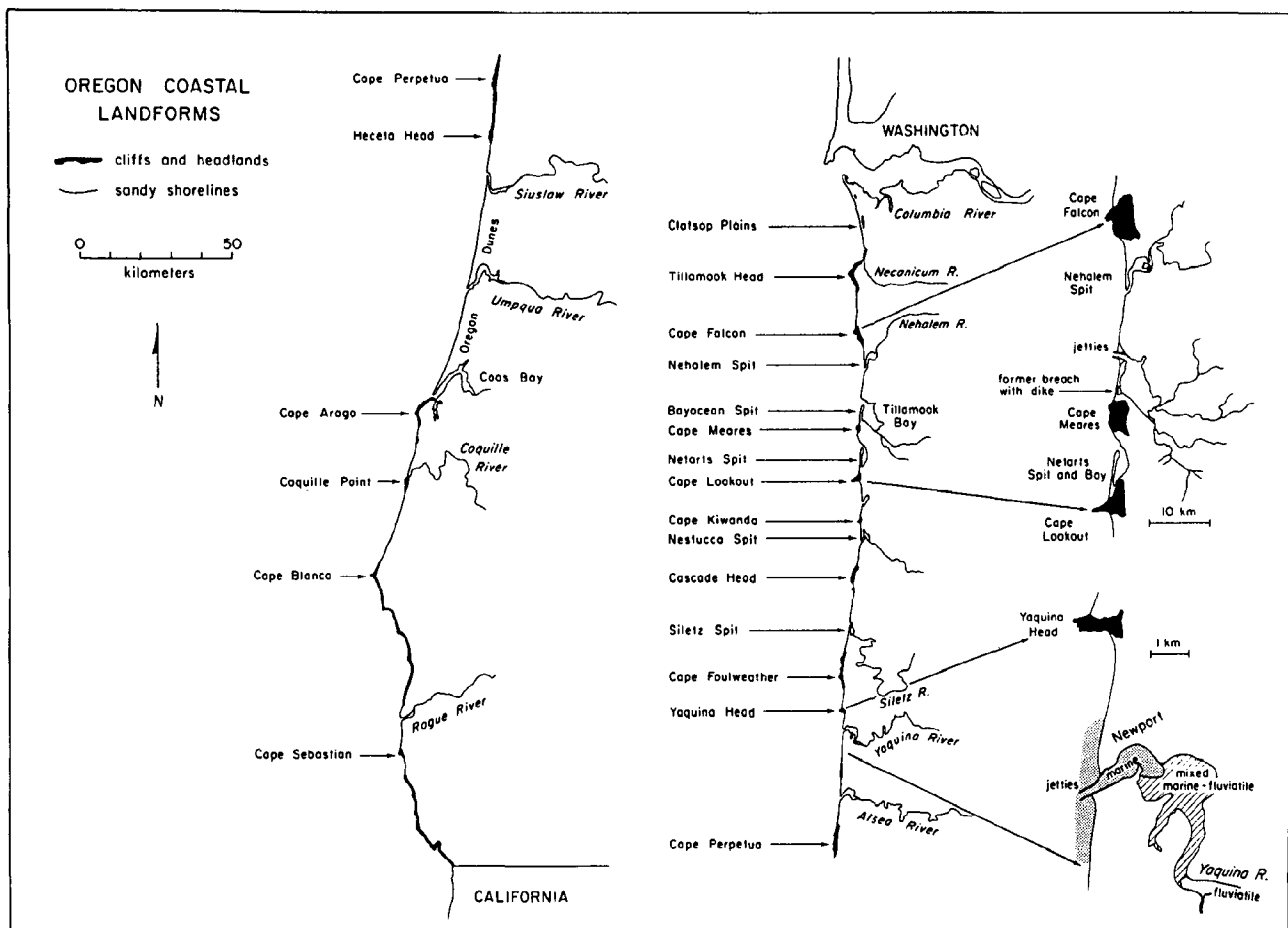 OREGON COASTAL
LANDFORMS
cliffs and headlands
sandy shorelines
0 50
kilometers
N
Cape Perpetua
Heceta Head
Siuslaw River
Dunes
Umpqua River
Oregon
Coos Bay
Cape Arago
Coquille
River
Coquille Point
Cape Blanco
Rogue River
Cape Sebastian
CALIFORNIA
WASHINGTON
Columbia River
Clatsop Plains
Tillamook Head
Necanicum R.
Cape Falcon
Nehalem R.
Nehalem Spit
Bayocean Spit
Tillamook
Bay
Cape Meares
Netarts Spit
Cape Lookout
Cape Kiwanda
Nestucca Spit
Cascade Head
Siletz Spit
Cape Foulweather
Siletz R.
Yaquina Head
Yaquina River
Alsea River
Cape Perpetua
Cape
Falcon
Nehalem
Spit
jetties
former breach
with dike
Cape
Meares
Netarts
Spit and Bay
10 km
Cape
Lookout
Yaquina
Head
1 km
Newport
marine
jetties
mixed
marine-fluviatile
Yaquina R.
fluviatile